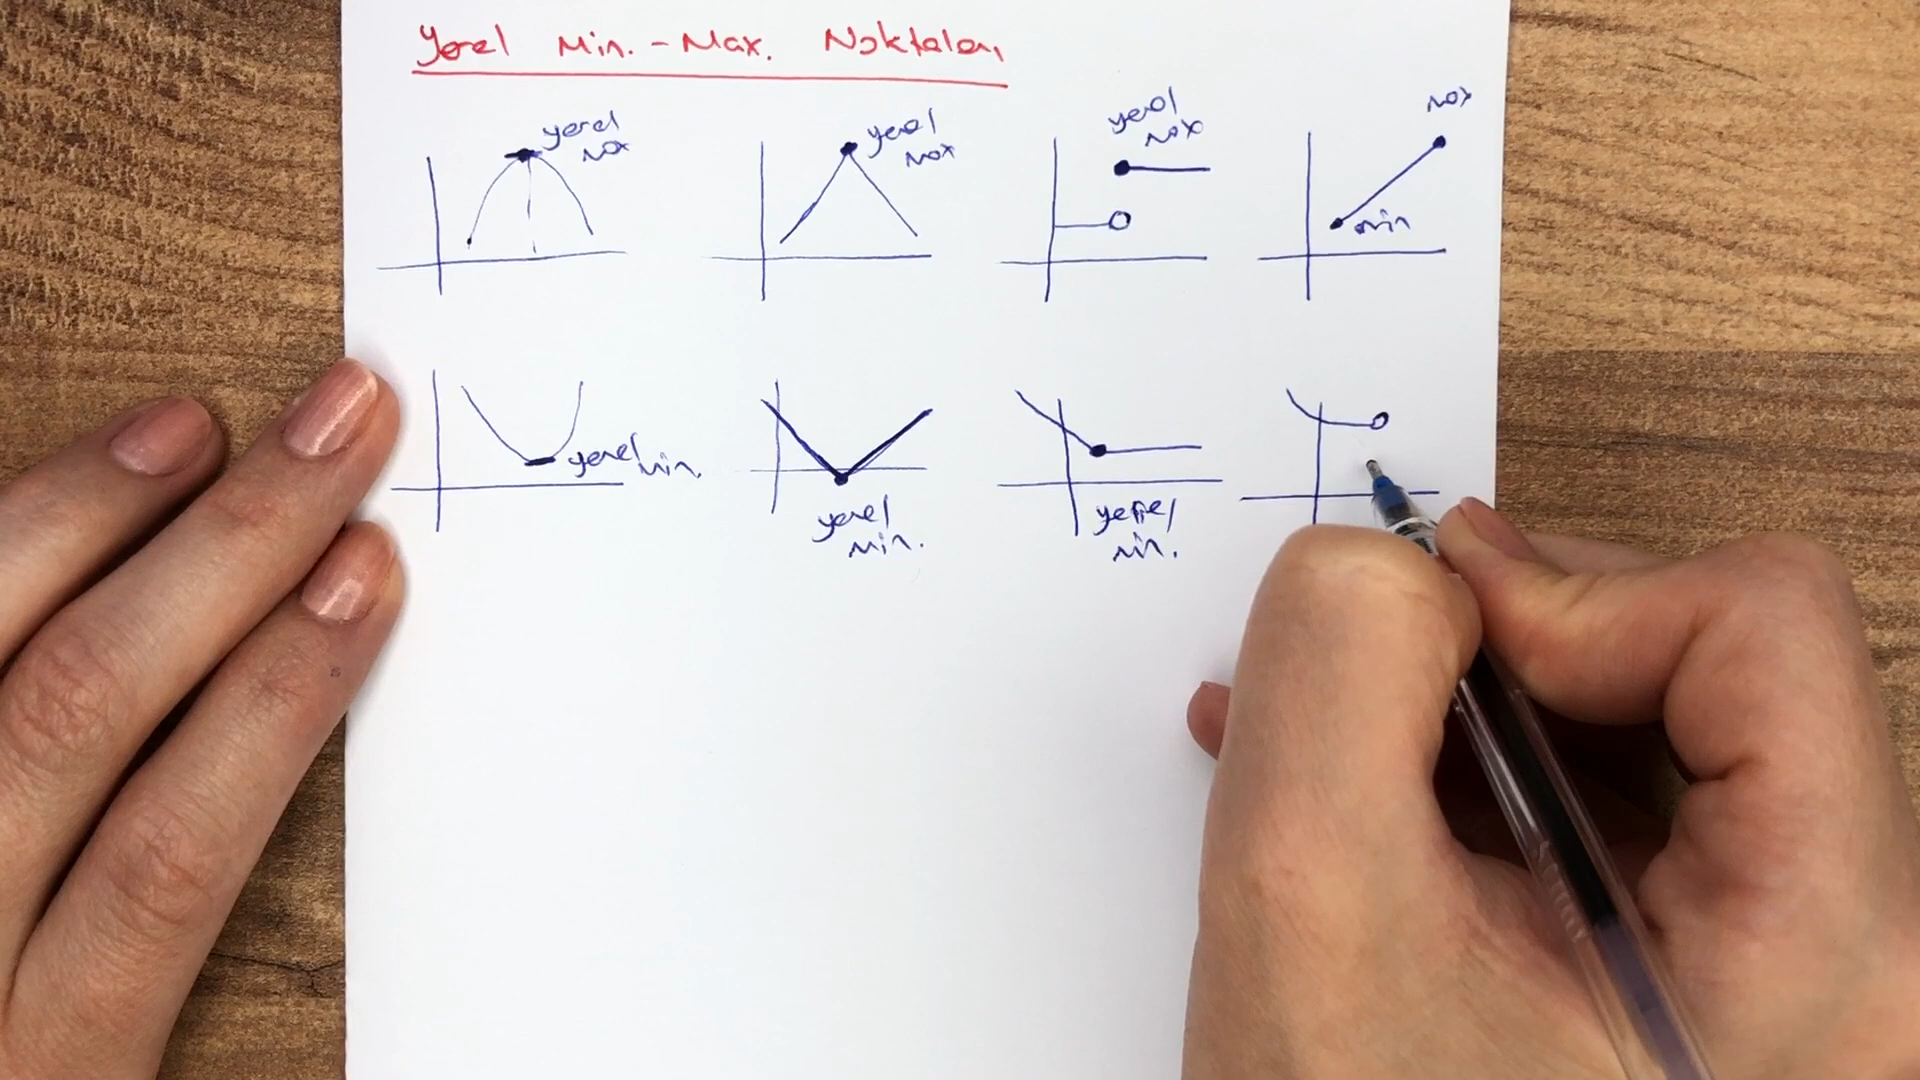 Yerel Min. - Max. Noktaları
yerel
max
yerel
max
yerel
max
max
min
yerel min.
yerel
min.
yerel
min.